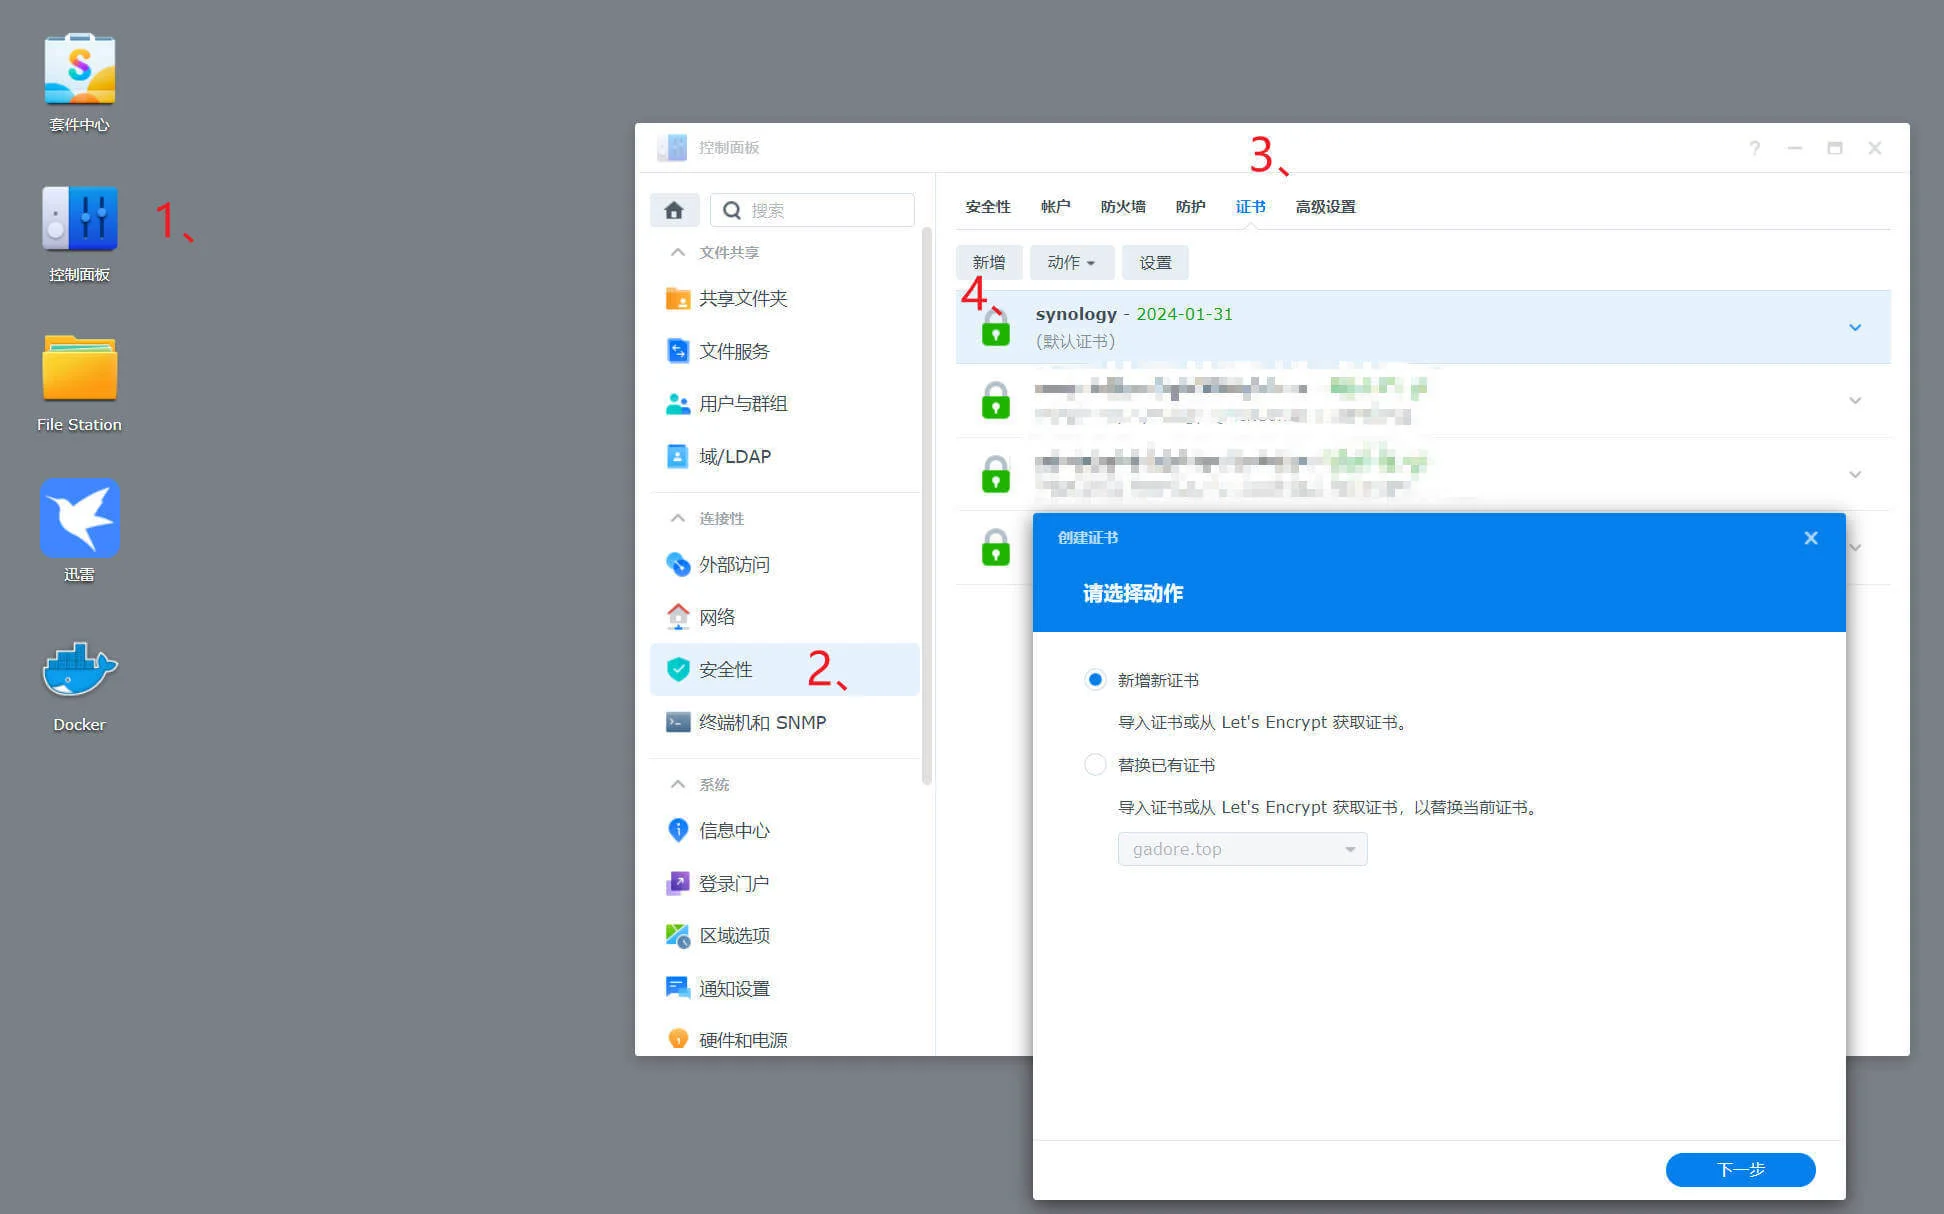 套件中心
控制面板
1、
File Station
迅雷
Docker
控制面板
3、
搜索
文件共享
共享文件夹
文件服务
用户与群组
域/LDAP
连接性
外部访问
网络
安全性
2、
终端机和 SNMP
系统
信息中心
登录门户
区域选项
通知设置
硬件和电源
安全性 帐户 防火墙 防护 证书 高级设置
新增 动作 设置
4、
synology - 2024-01-31
(默认证书)
创建证书
请选择动作
新增新证书
导入证书或从 Let's Encrypt 获取证书。
替换已有证书
导入证书或从 Let's Encrypt 获取证书，以替换当前证书。
gadore.top
下一步